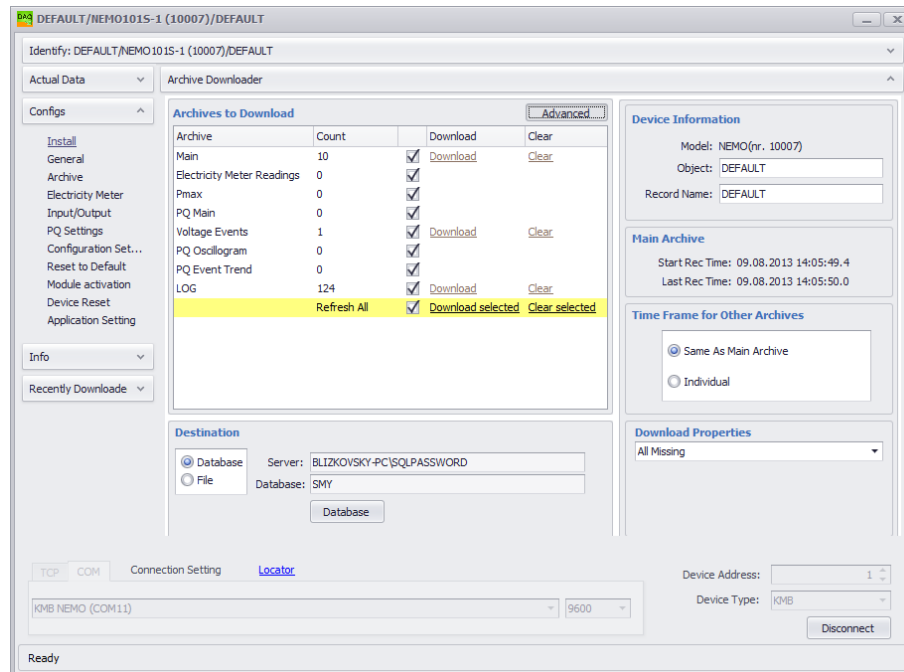 DAQ DEFAULT/NEMO101S-1 (10007)/DEFAULT
Identify: DEFAULT/NEMO101S-1 (10007)/DEFAULT
Actual Data
Archive Downloader
Configs
Install
General
Archive
Electricity Meter
Input/Output
PQ Settings
Configuration Set...
Reset to Default
Module activation
Device Reset
Application Setting
Info
Recently Downloade
Archives to Download
Advanced
Archive Count Download Clear
Main 10 Download Clear
Electricity Meter Readings 0
Pmax 0
PQ Main 0
Voltage Events 1 Download Clear
PQ Oscillogram 0
PQ Event Trend 0
LOG 124 Download Clear
Refresh All Download selected Clear selected
Destination
Database
File
Server: BLIZKOVSKY-PC\SQLPASSWORD
Database: SMY
Database
Device Information
Model: NEMO(nr. 10007)
Object: DEFAULT
Record Name: DEFAULT
Main Archive
Start Rec Time: 09.08.2013 14:05:49.4
Last Rec Time: 09.08.2013 14:05:50.0
Time Frame for Other Archives
Same As Main Archive
Individual
Download Properties
All Missing
TCP COM Connection Setting Locator
KMB NEMO (COM11) 9600
Device Address: 1
Device Type: KMB
Disconnect
Ready